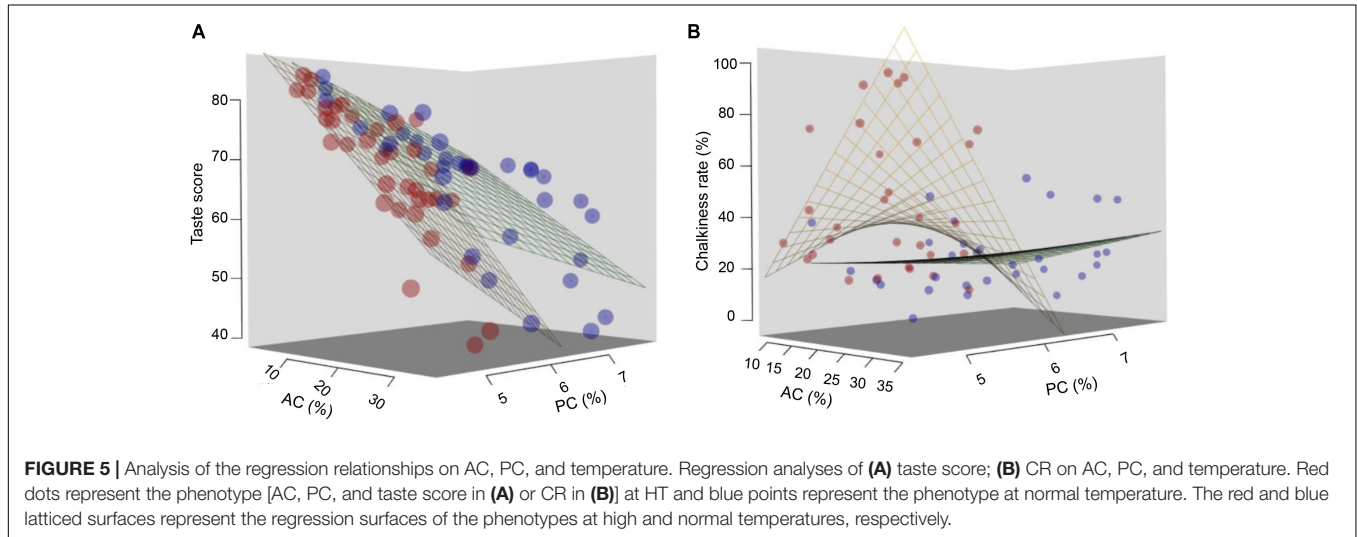 A
B
80
70
60
50
40
Taste score
10
20
30
AC (%)
5
6
7
PC (%)
100
80
60
40
20
0
Chalkiness rate (%)
10 15 20 25 30 35
AC (%)
5
6
7
PC (%)
FIGURE 5 | Analysis of the regression relationships on AC, PC, and temperature. Regression analyses of (A) taste score; (B) CR on AC, PC, and temperature. Red
dots represent the phenotype [AC, PC, and taste score in (A) or CR in (B)] at HT and blue points represent the phenotype at normal temperature. The red and blue
latticed surfaces represent the regression surfaces of the phenotypes at high and normal temperatures, respectively.